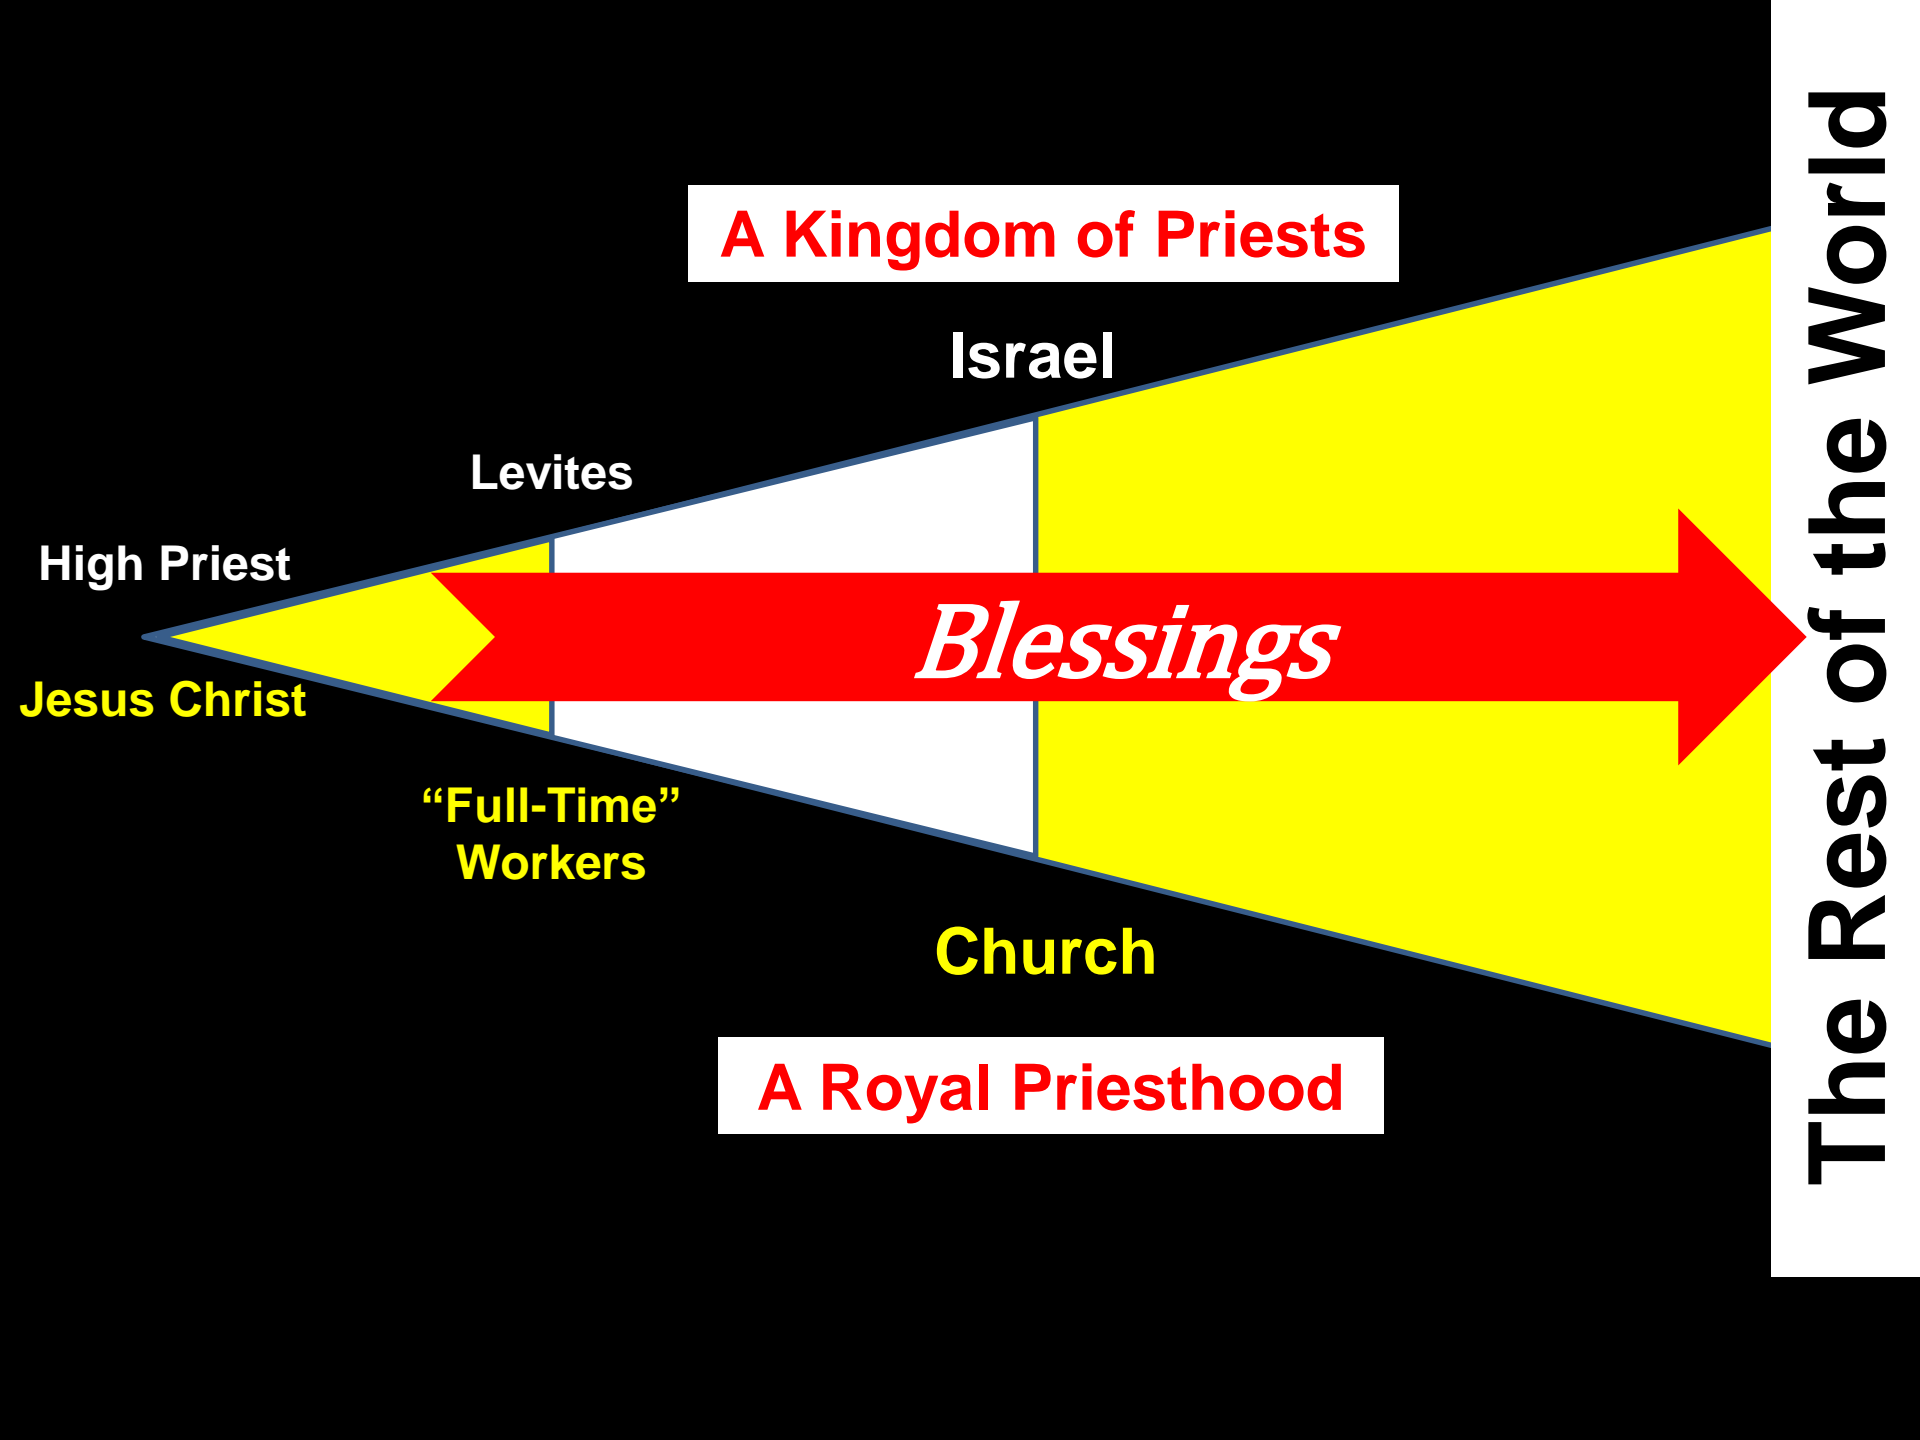 A Kingdom of Priests
Israel
Levites
High Priest
Blessings
Jesus Christ
“Full-Time”
Workers
Church
A Royal Priesthood
The Rest of the World